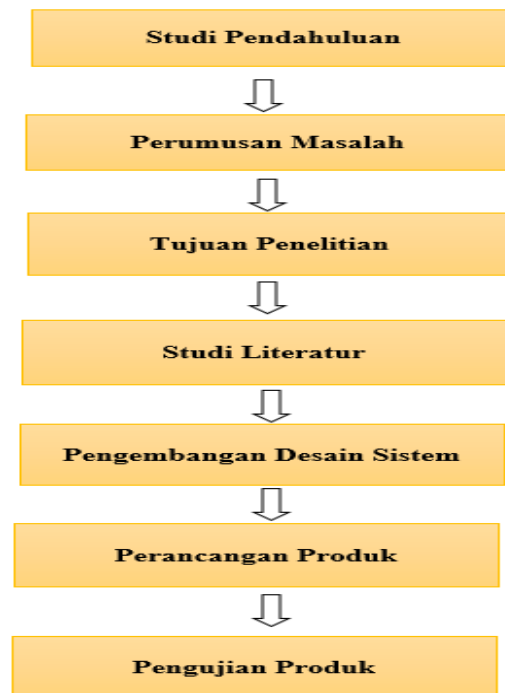 Studi Pendahuluan
Perumusan Masalah
Tujuan Penelitian
Studi Literatur
Pengembangan Desain Sistem
Perancangan Produk
Pengujian Produk